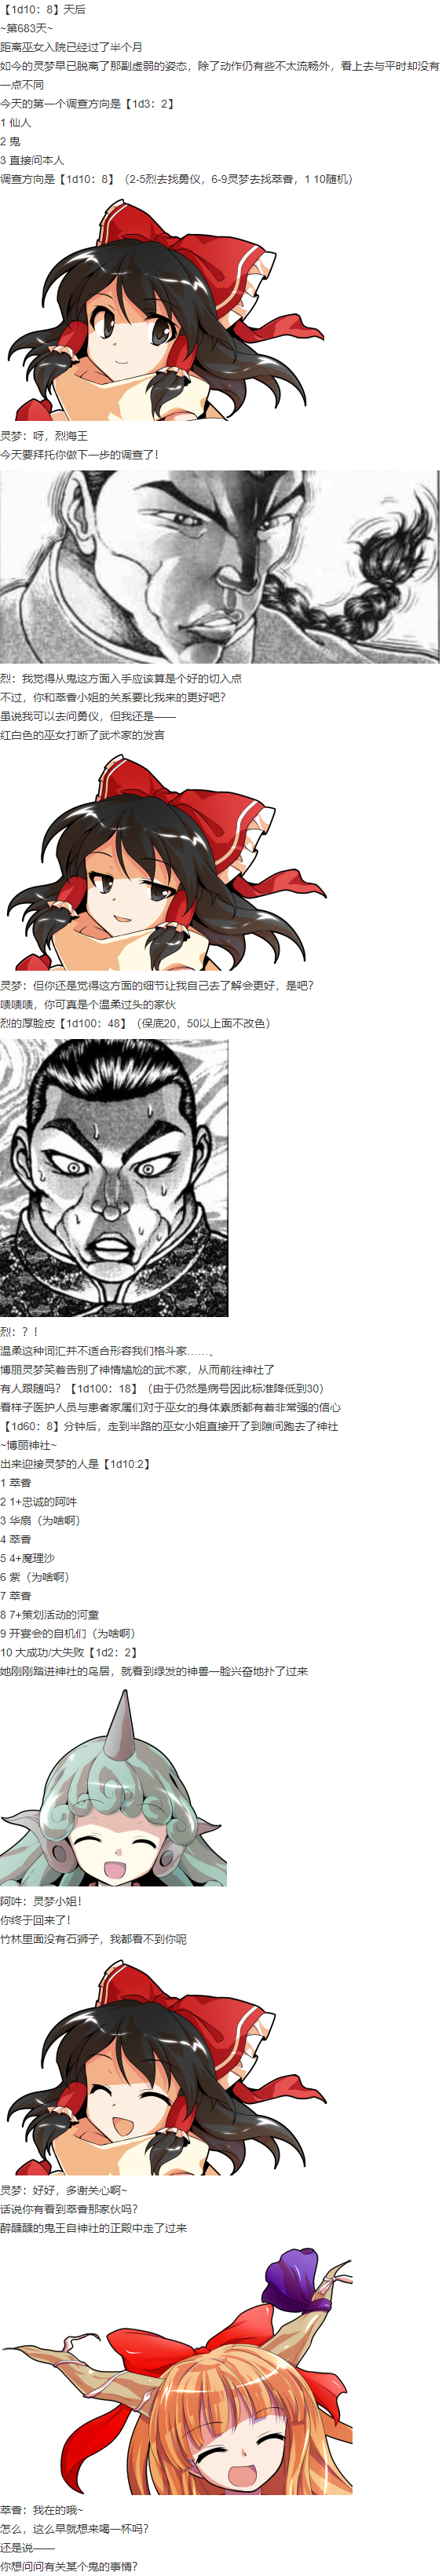 【1d10：8】天后
~第683天~
距离巫女入院已经过了半个月
如今的灵梦早已脱离了那副虚弱的姿态，除了动作仍有些不太流畅外，看上去与平时却没有
一点不同
今天的第一个调查方向是【1d3：2】
1 仙人
2 鬼
3 直接问本人
调查方向是【1d10：8】（2-5烈去找勇仪，6-9灵梦去找萃香，1 10随机）
灵梦：呀，烈海王
今天要拜托你做下一步的调查了！
烈：我觉得从鬼这方面入手应该算是个好的切入点
不过，你和萃香小姐的关系要比我来的更好吧？
虽说我可以去问勇仪，但我还是——
红白色的巫女打断了武术家的发言
灵梦：但你还是觉得这方面的细节让我自己去了解会更好，是吧？
啧啧啧，你可真是个温柔过头的家伙
烈的厚脸皮【1d100：48】（保底20，50以上面不改色）
烈：？！
温柔这种词汇并不适合形容我们格斗家……、
博丽灵梦笑着告别了神情尴尬的武术家，从而前往神社了
有人跟随吗？【1d100：18】（由于仍然是病号因此标准降低到30）
看样子医护人员与患者家属们对于巫女的身体素质都有着非常强的信心
【1d60：8】分钟后，走到半路的巫女小姐直接开了到隙间跑去了神社
~博丽神社~
出来迎接灵梦的人是【1d10:2】
1 萃香
2 1+忠诚的阿吽
3 华扇（为啥啊）
4 萃香
5 4+魔理沙
6 紫（为啥啊）
7 萃香
8 7+策划活动的河童
9 开宴会的自机们（为啥啊）
10 大成功/大失败【1d2：2】
她刚刚踏进神社的鸟居，就看到绿发的神兽一脸兴奋地扑了过来
阿吽：灵梦小姐！
你终于回来了！
竹林里面没有石狮子，我都看不到你呢
灵梦：好好，多谢关心啊~
话说你有看到萃香那家伙吗？
醉醺醺的鬼王自神社的正殿中走了过来
萃香：我在的哦~
怎么，这么早就想来喝一杯吗？
还是说——
你想问问有关某个鬼的事情？